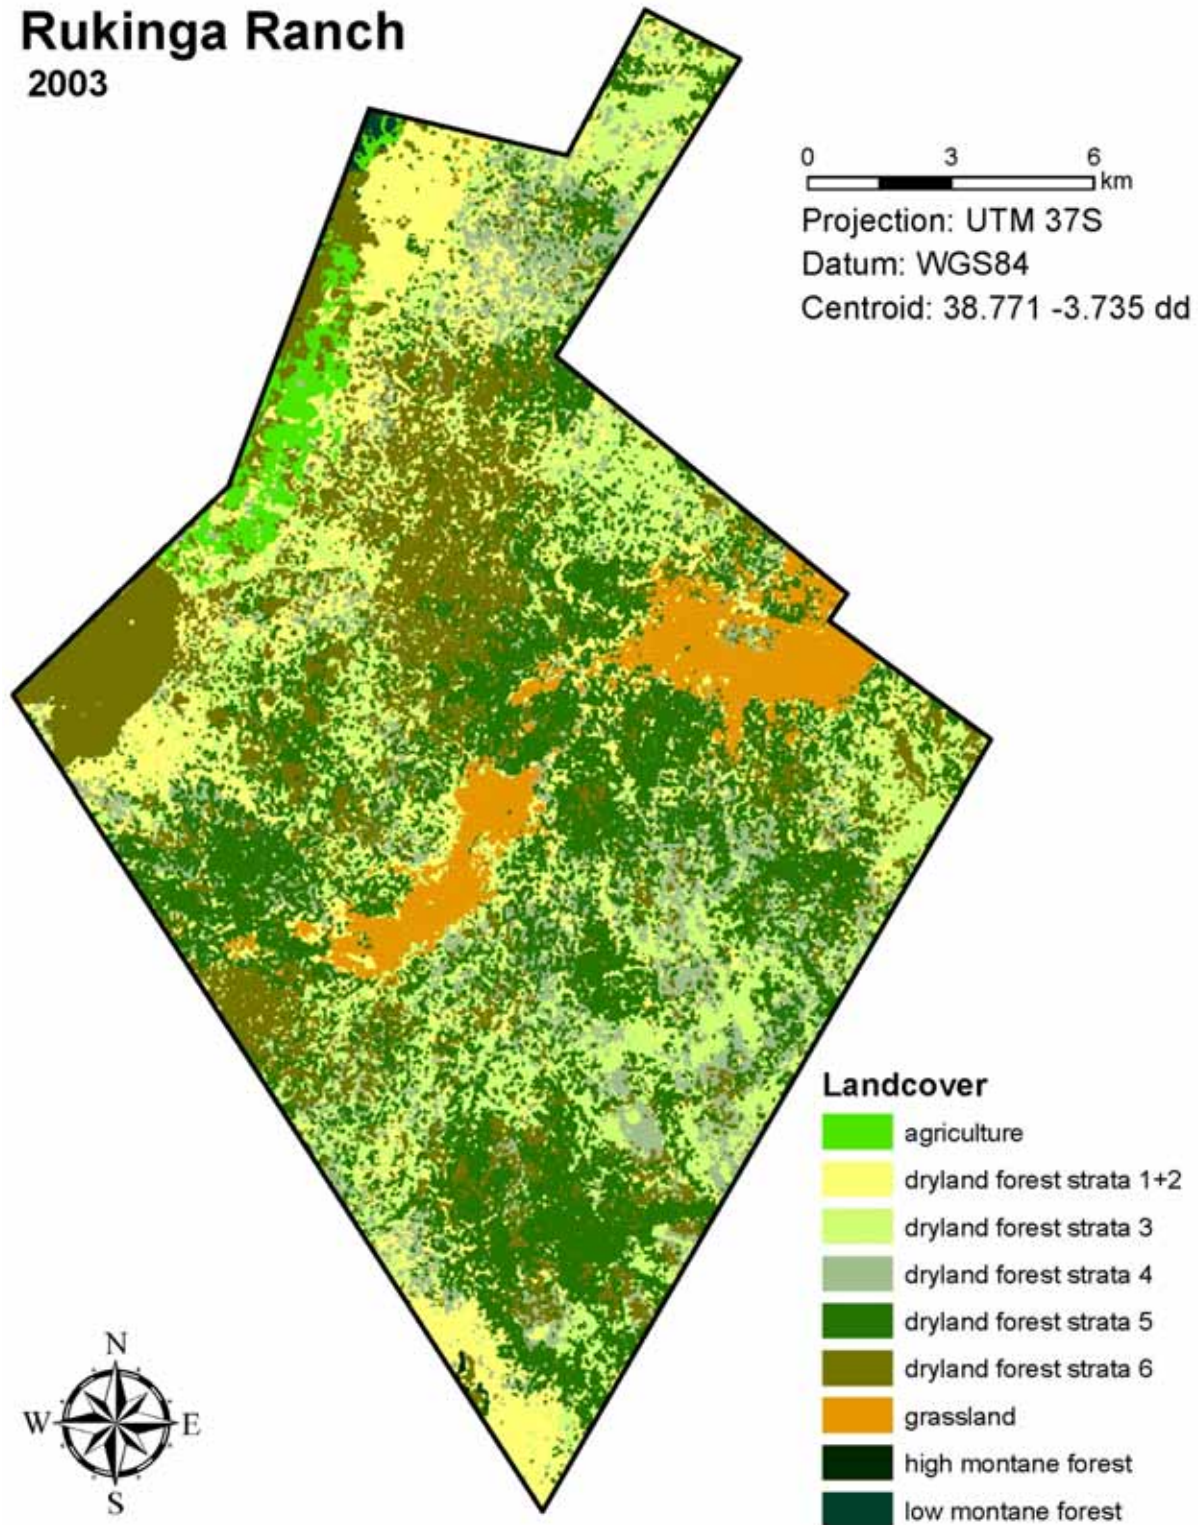 Rukinga Ranch
2003
0 3 6
km
Projection: UTM 37S
Datum: WGS84
Centroid: 38.771 -3.735 dd
Landcover
agriculture
dryland forest strata 1+2
dryland forest strata 3
dryland forest strata 4
dryland forest strata 5
dryland forest strata 6
grassland
high montane forest
low montane forest
N
W E
S